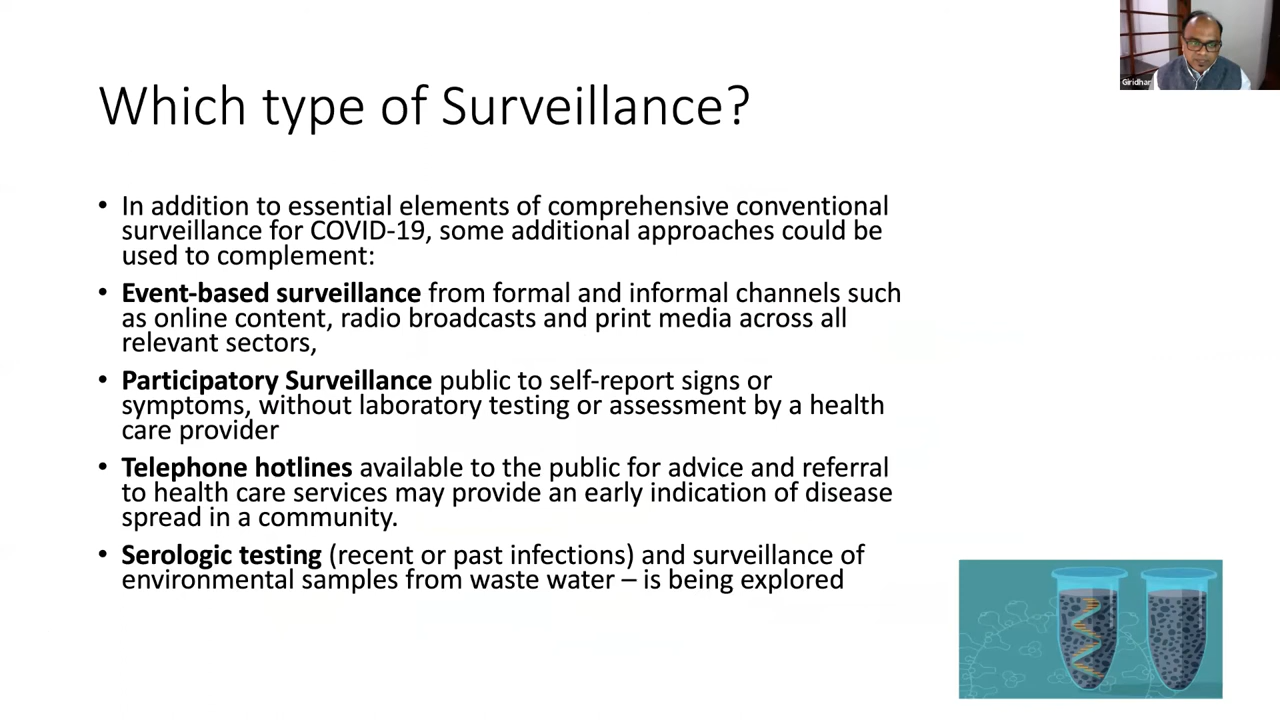 Giridhar
Which type of Surveillance?
• In addition to essential elements of comprehensive conventional
surveillance for COVID-19, some additional approaches could be
used to complement:
• Event-based surveillance from formal and informal channels such
as online content, radio broadcasts and print media across all
relevant sectors,
• Participatory Surveillance public to self-report signs or
symptoms, without laboratory testing or assessment by a health
care provider
• Telephone hotlines available to the public for advice and referral
to health care services may provide an early indication of disease
spread in a community.
• Serologic testing (recent or past infections) and surveillance of
environmental samples from waste water – is being explored